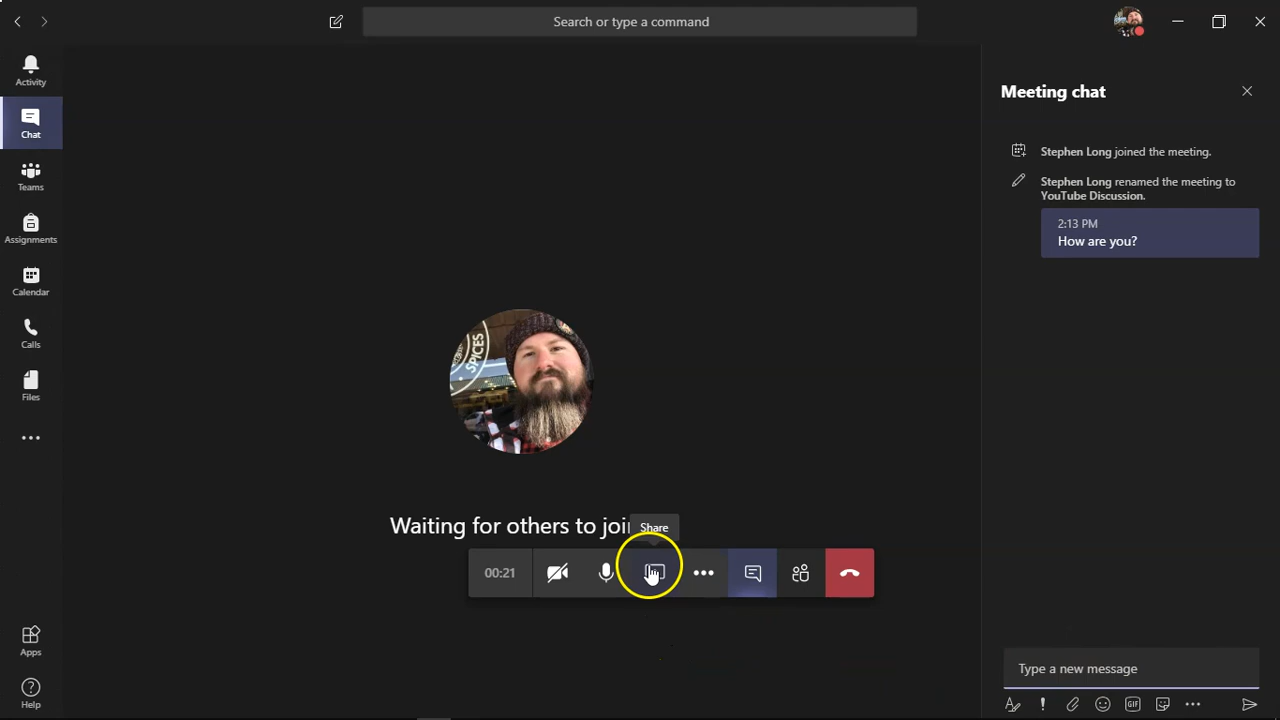 Search or type a command
Activity
Chat
Teams
Assignments
Calendar
Calls
Files
Apps
Help
SPICES
Waiting for others to joi
Share
00:21
Meeting chat
Stephen Long joined the meeting.
Stephen Long renamed the meeting to
YouTube Discussion.
2:13 PM
How are you?
Type a new message
GIF